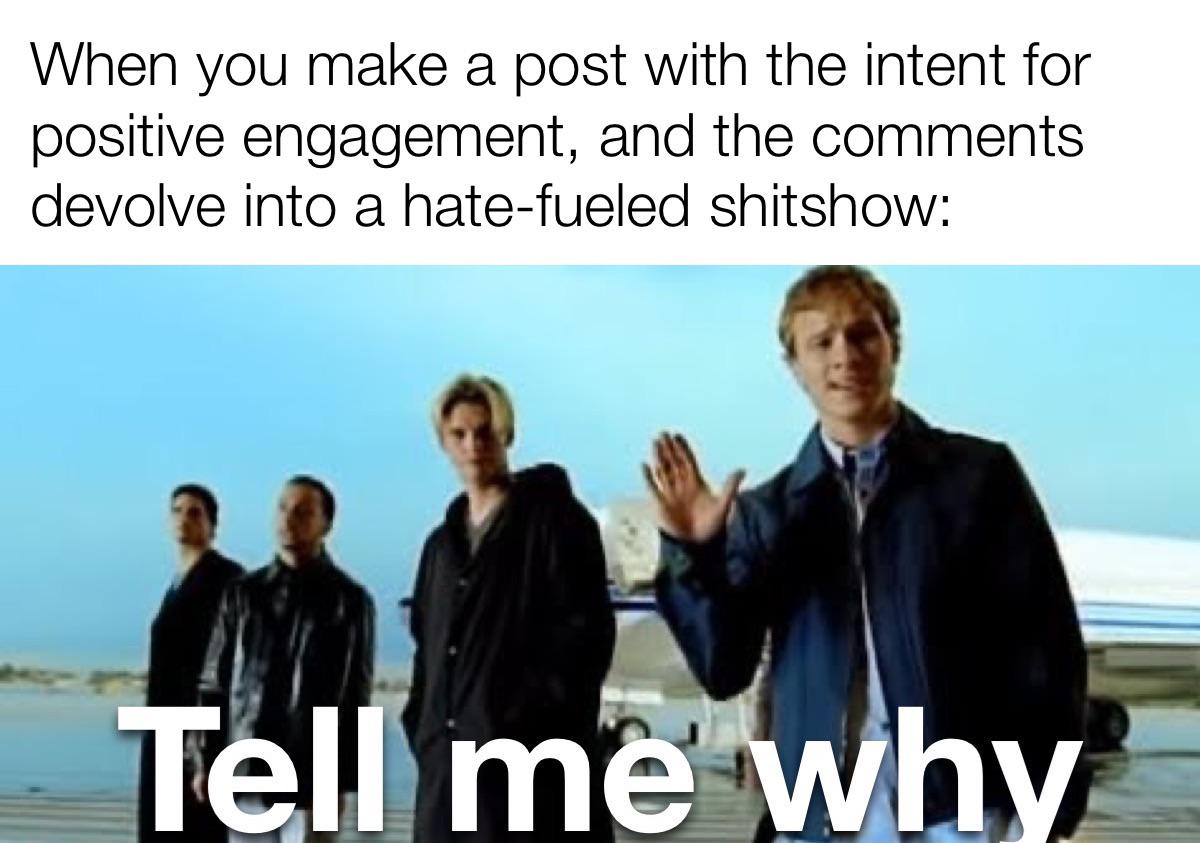 When you make a post with the intent for
positive engagement, and the comments
devolve into a hate-fueled shitshow:
Tell me why